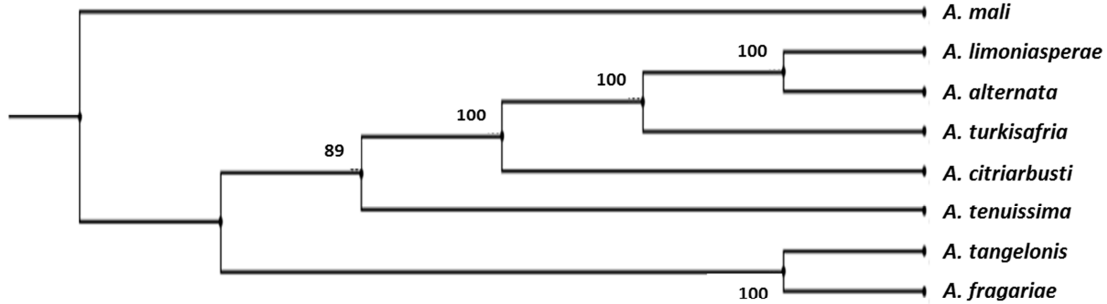 A. mali
A. limoniasperae
100
A. alternata
100
A. turkisafria
100
A. citriarbusti
89
A. tenuissima
A. tangelonis
A. fragariae
100